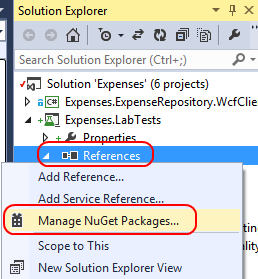 Solution Explorer
Search Solution Explorer (Ctrl+;)
Solution 'Expenses' (6 projects)
Expenses.ExpenseRepository.WcfClie
Expenses.LabTests
Properties
References
Add Reference...
Add Service Reference...
Manage NuGet Packages...
Scope to This
New Solution Explorer View